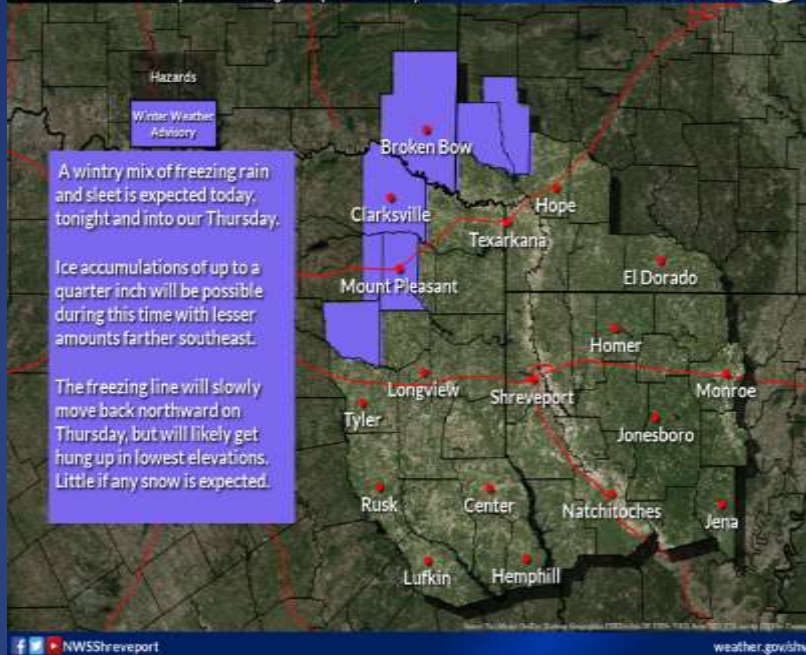 Hazards
Winter Weather
Advisory
A wintry mix of freezing rain
and sleet is expected today,
tonight and into our Thursday.
Ice accumulations of up to a
quarter inch will be possible
during this time with lesser
amounts farther southeast.
The freezing line will slowly
move back northward on
Thursday, but will likely get
hung up in lowest elevations.
Little if any snow is expected.
Broken Bow
Clarksville
Hope
Texarkana
Mount Pleasant
El Dorado
Homer
Longview
Shreveport
Monroe
Tyler
Jonesboro
Rusk
Center
Natchitoches
Jena
Lufkin
Hemphill
NWSShreveport
weather.gov/shv